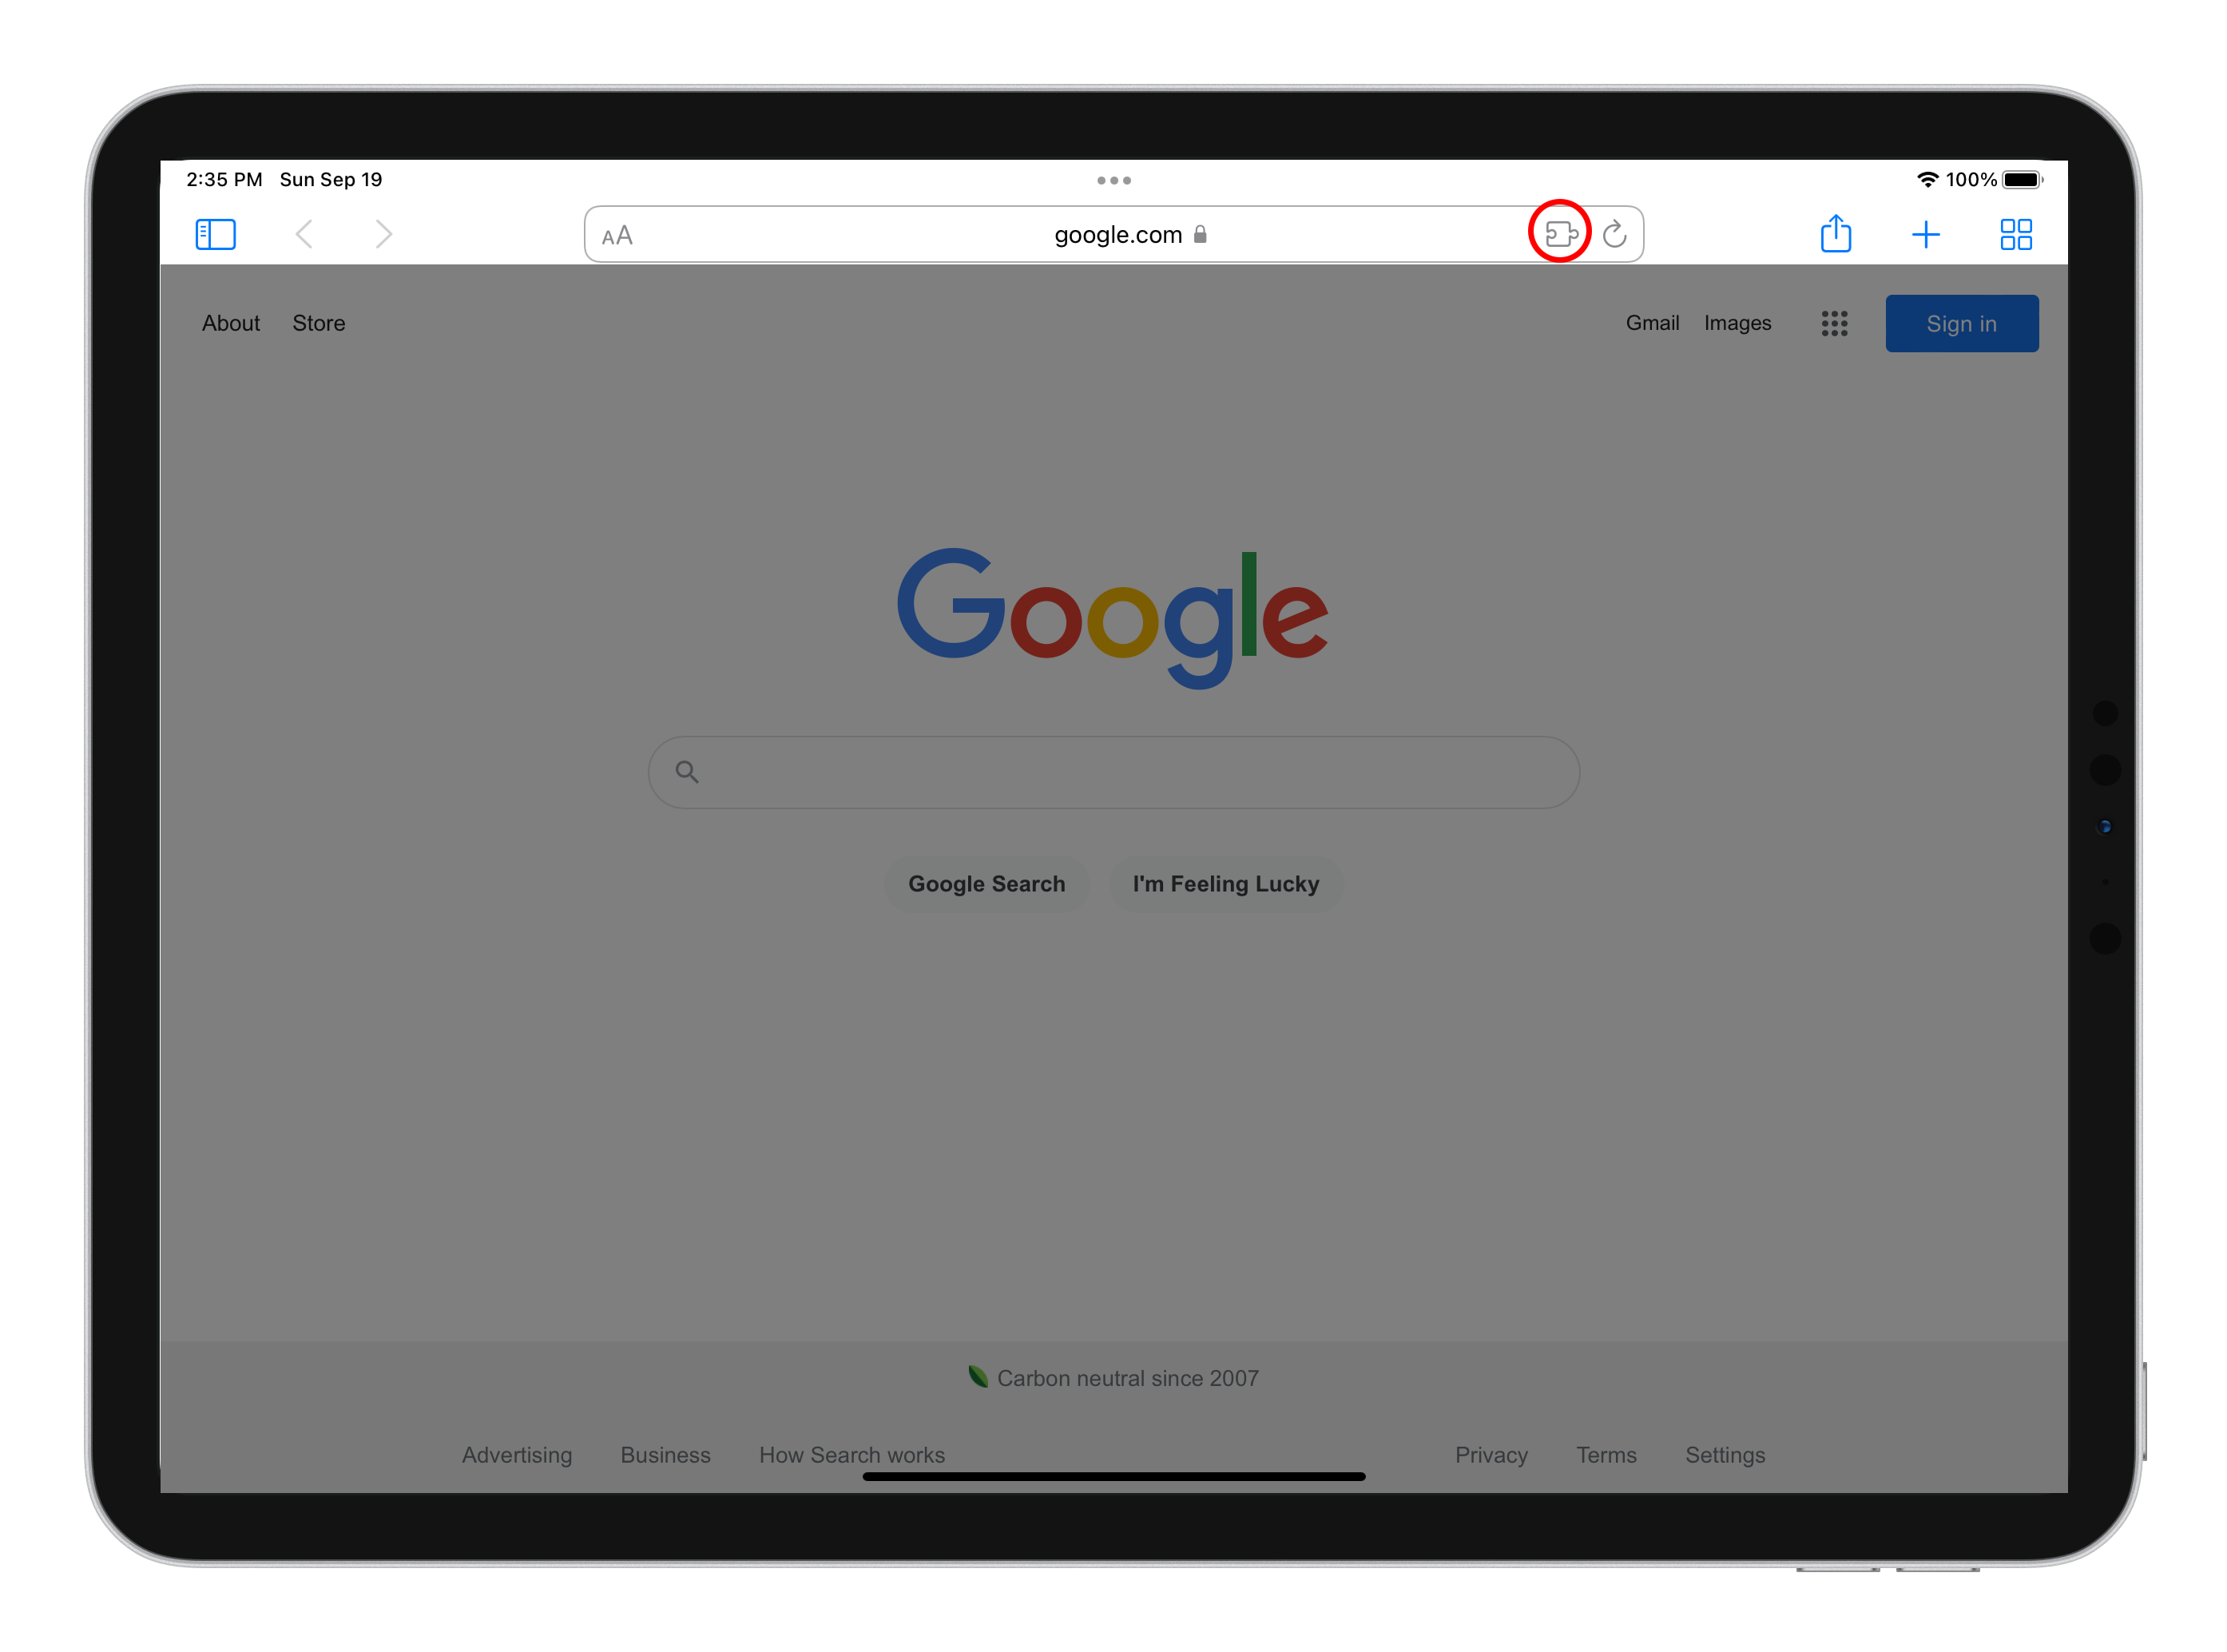 2:35 PM Sun Sep 19 100%
AA google.com
About Store Gmail Images Sign in
Google
Google Search I'm Feeling Lucky
Carbon neutral since 2007
Advertising Business How Search works Privacy Terms Settings